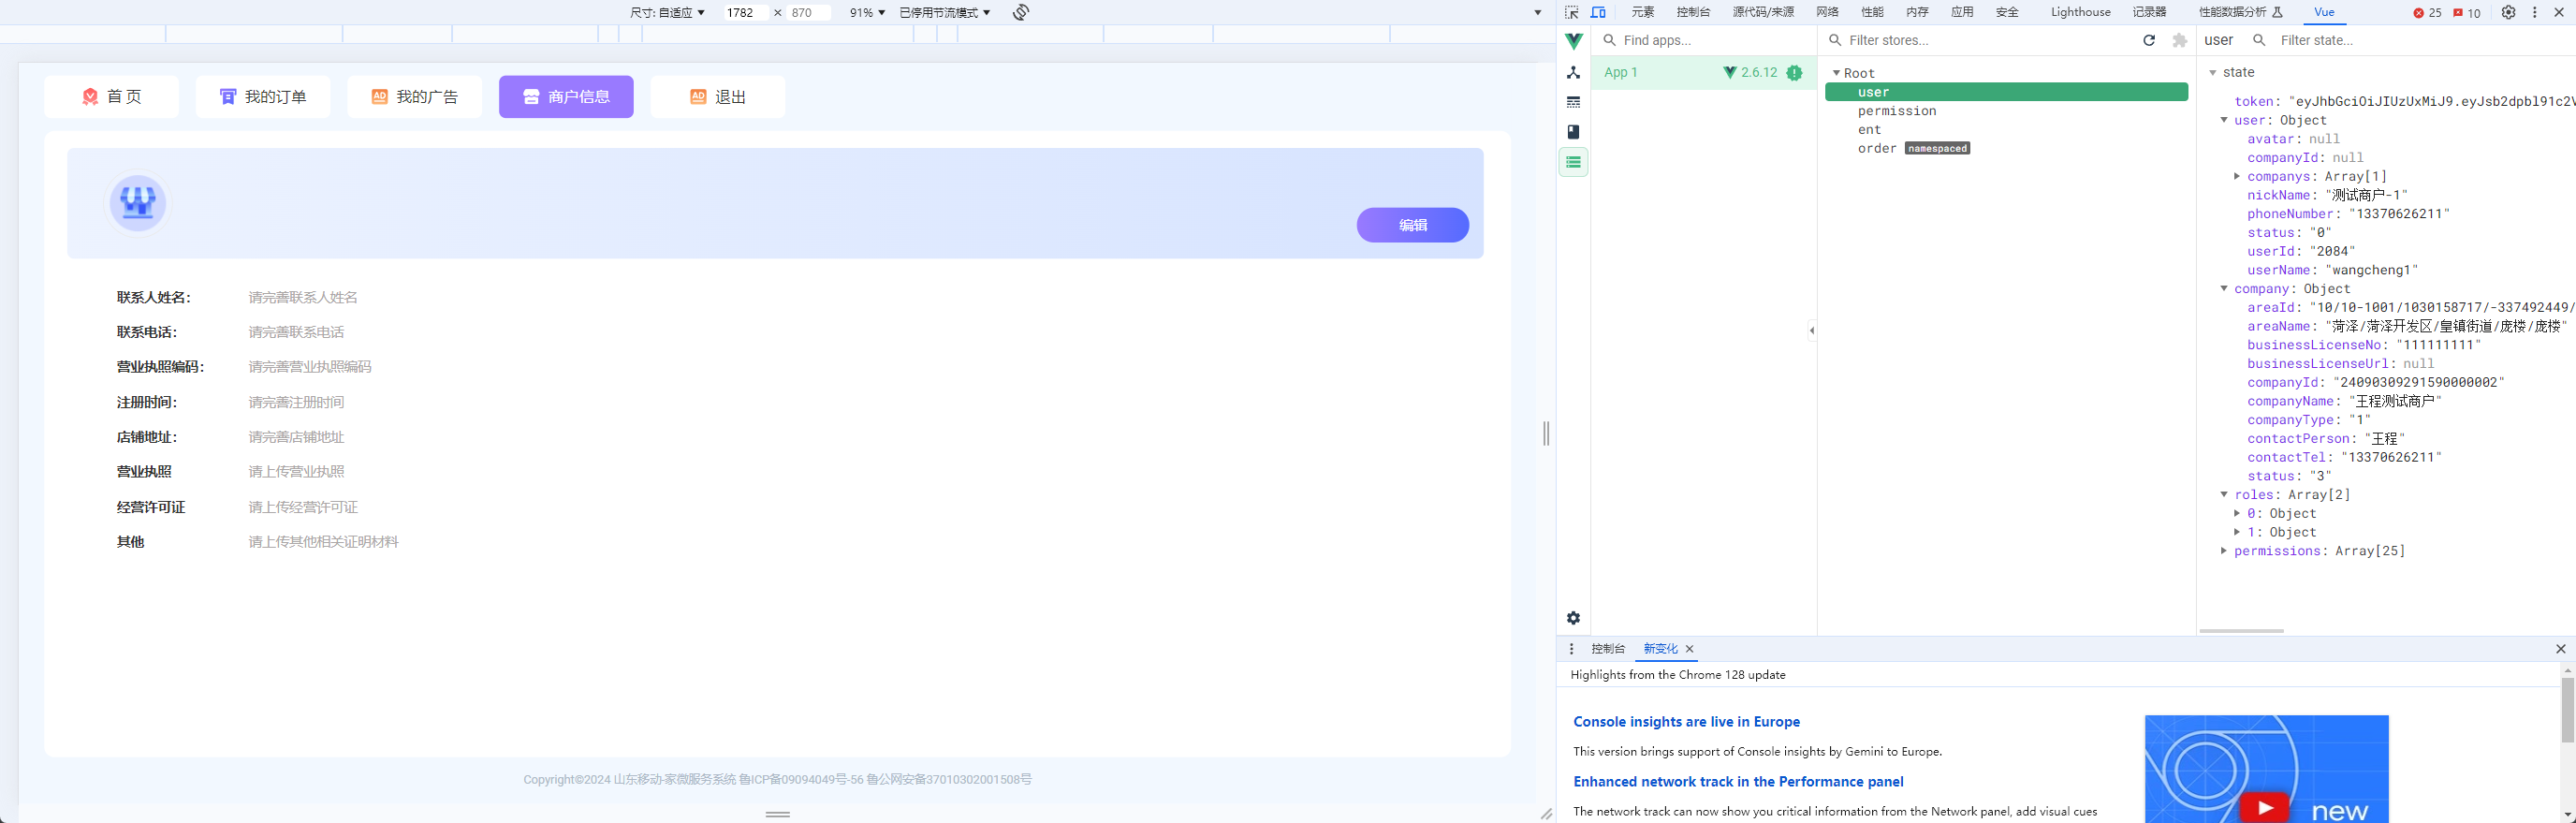 尺寸: 自适应 ▼ 1782 × 870 91% ▼ 已停用节流模式 ▼
首 页 我的订单 我的广告 商户信息 退出
编辑
联系人姓名: 请完善联系人姓名
联系电话: 请完善联系电话
营业执照编码: 请完善营业执照编码
注册时间: 请完善注册时间
店铺地址: 请完善店铺地址
营业执照 请上传营业执照
经营许可证 请上传经营许可证
其他 请上传其他相关证明材料
Copyright©2024 山东移动-家微服务系统 鲁ICP备09094049号-56 鲁公网安备37010302001508号
元素 控制台 源代码/来源 网络 性能 内存 应用 安全 Lighthouse 记录器 性能数据分析 Vue 25 10
Find apps...
App 1 2.6.12
Filter stores...
Root
user
permission
ent
order namespaced
user Filter state...
state
token: "eyJhbGciOiJIUzUxMiJ9.eyJsb2dpbl91c2V
user: Object
avatar: null
companyId: null
companys: Array[1]
nickName: "测试商户-1"
phoneNumber: "13370626211"
status: "0"
userId: "2084"
userName: "wangcheng1"
company: Object
areaId: "10/10-1001/1030158717/-337492449/
areaName: "菏泽/菏泽开发区/皇镇街道/庞楼/庞楼"
businessLicenseNo: "111111111"
businessLicenseUrl: null
companyId: "24090309291590000002"
companyName: "王程测试商户"
companyType: "1"
contactPerson: "王程"
contactTel: "13370626211"
status: "3"
roles: Array[2]
0: Object
1: Object
permissions: Array[25]
控制台 新变化
Highlights from the Chrome 128 update
Console insights are live in Europe
This version brings support of Console insights by Gemini to Europe.
Enhanced network track in the Performance panel
The network track can now show you critical information from the Network panel, add visual cues
new